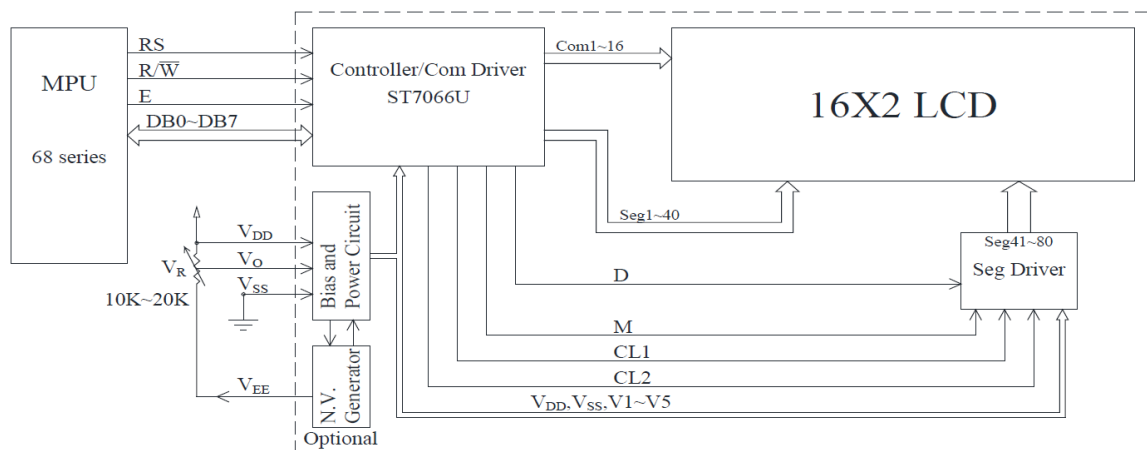 MPU
68 series
RS
R/W̅
E
DB0~DB7
Controller/Com Driver
ST7066U
Com1~16
16X2 LCD
Seg1~40
Seg41~80
Seg Driver
VDD
VR
VO
VSS
10K~20K
Bias and
Power Circuit
D
M
CL1
CL2
VEE
N.V.
Generator
VDD,VSS,V1~V5
Optional